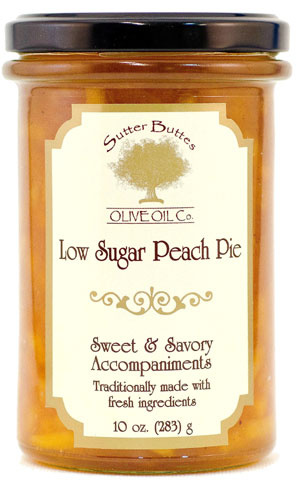 Sutter Buttes
OLIVE OIL Co.
Low Sugar Peach Pie
Sweet & Savory
Accompaniments
Traditionally made with
fresh ingredients
10 oz. (283) g